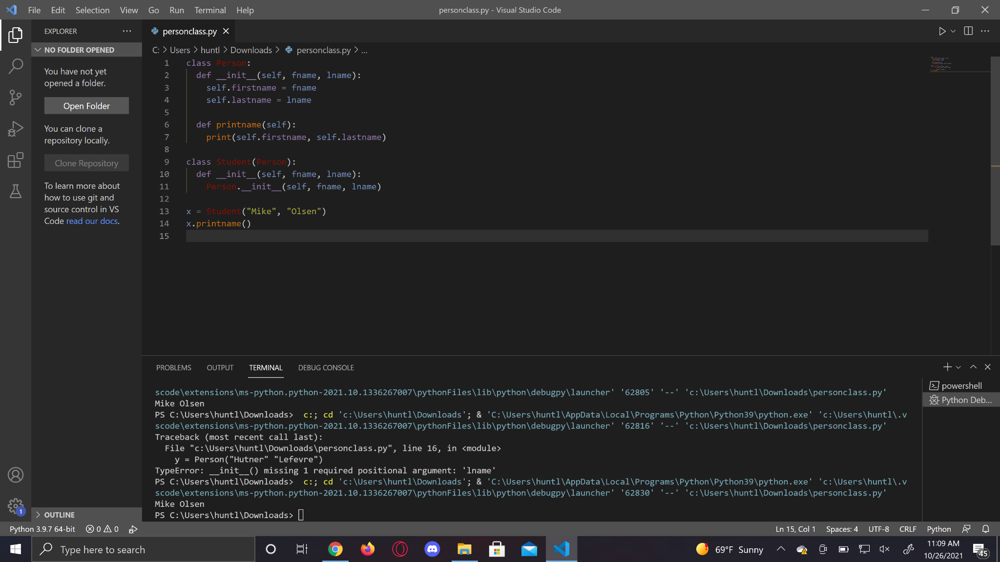 File Edit Selection View Go Run Terminal Help
personclass.py - Visual Studio Code
EXPLORER
NO FOLDER OPENED
You have not yet
opened a folder.
Open Folder
You can clone a
repository locally.
Clone Repository
To learn more about
how to use git and
source control in VS
Code read our docs.
OUTLINE
personclass.py
C: > Users > huntl > Downloads > personclass.py > ...
1 class Person:
2 def __init__(self, fname, lname):
3 self.firstname = fname
4 self.lastname = lname
5
6 def printname(self):
7 print(self.firstname, self.lastname)
8
9 class Student(Person):
10 def __init__(self, fname, lname):
11 Person.__init__(self, fname, lname)
12
13 x = Student("Mike", "Olsen")
14 x.printname()
15
PROBLEMS OUTPUT TERMINAL DEBUG CONSOLE
scode\extensions\ms-python.python-2021.10.1336267007\pythonFiles\lib\python\debugpy\launcher' '62805' '--' 'c:\Users\huntl\Downloads\personclass.py'
Mike Olsen
PS C:\Users\huntl\Downloads>  c:; cd 'c:\Users\huntl\Downloads'; & 'C:\Users\huntl\AppData\Local\Programs\Python\Python39\python.exe' 'c:\Users\huntl\.v
scode\extensions\ms-python.python-2021.10.1336267007\pythonFiles\lib\python\debugpy\launcher' '62816' '--' 'c:\Users\huntl\Downloads\personclass.py'
Traceback (most recent call last):
File "c:\Users\huntl\Downloads\personclass.py", line 16, in <module>
y = Person("Hutner" "Lefevre")
TypeError: __init__() missing 1 required positional argument: 'lname'
PS C:\Users\huntl\Downloads>  c:; cd 'c:\Users\huntl\Downloads'; & 'C:\Users\huntl\AppData\Local\Programs\Python\Python39\python.exe' 'c:\Users\huntl\.v
scode\extensions\ms-python.python-2021.10.1336267007\pythonFiles\lib\python\debugpy\launcher' '62830' '--' 'c:\Users\huntl\Downloads\personclass.py'
Mike Olsen
PS C:\Users\huntl\Downloads>
powershell
Python Deb...
1
Python 3.9.7 64-bit 0 0
Ln 15, Col 1 Spaces: 4 UTF-8 CRLF Python
Type here to search
69°F Sunny
11:09 AM
10/26/2021
45